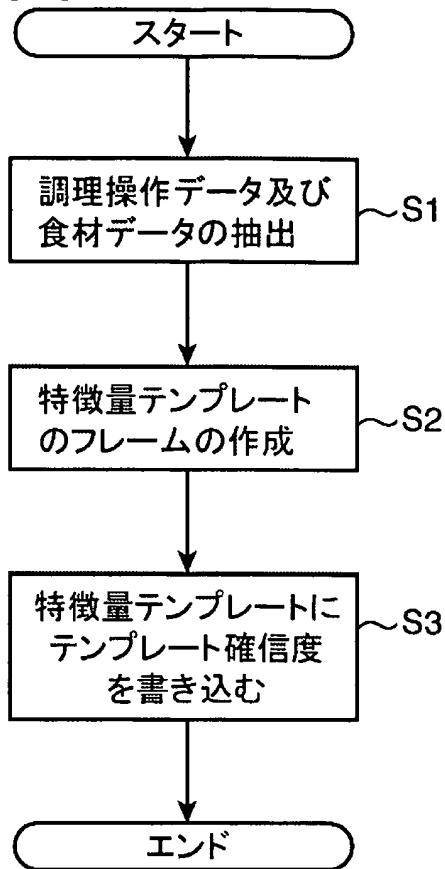 スタート
調理操作データ及び
食材データの抽出
~S1
特徴量テンプレート
のフレームの作成
~S2
特徴量テンプレートに
テンプレート確信度
を書き込む
~S3
エンド